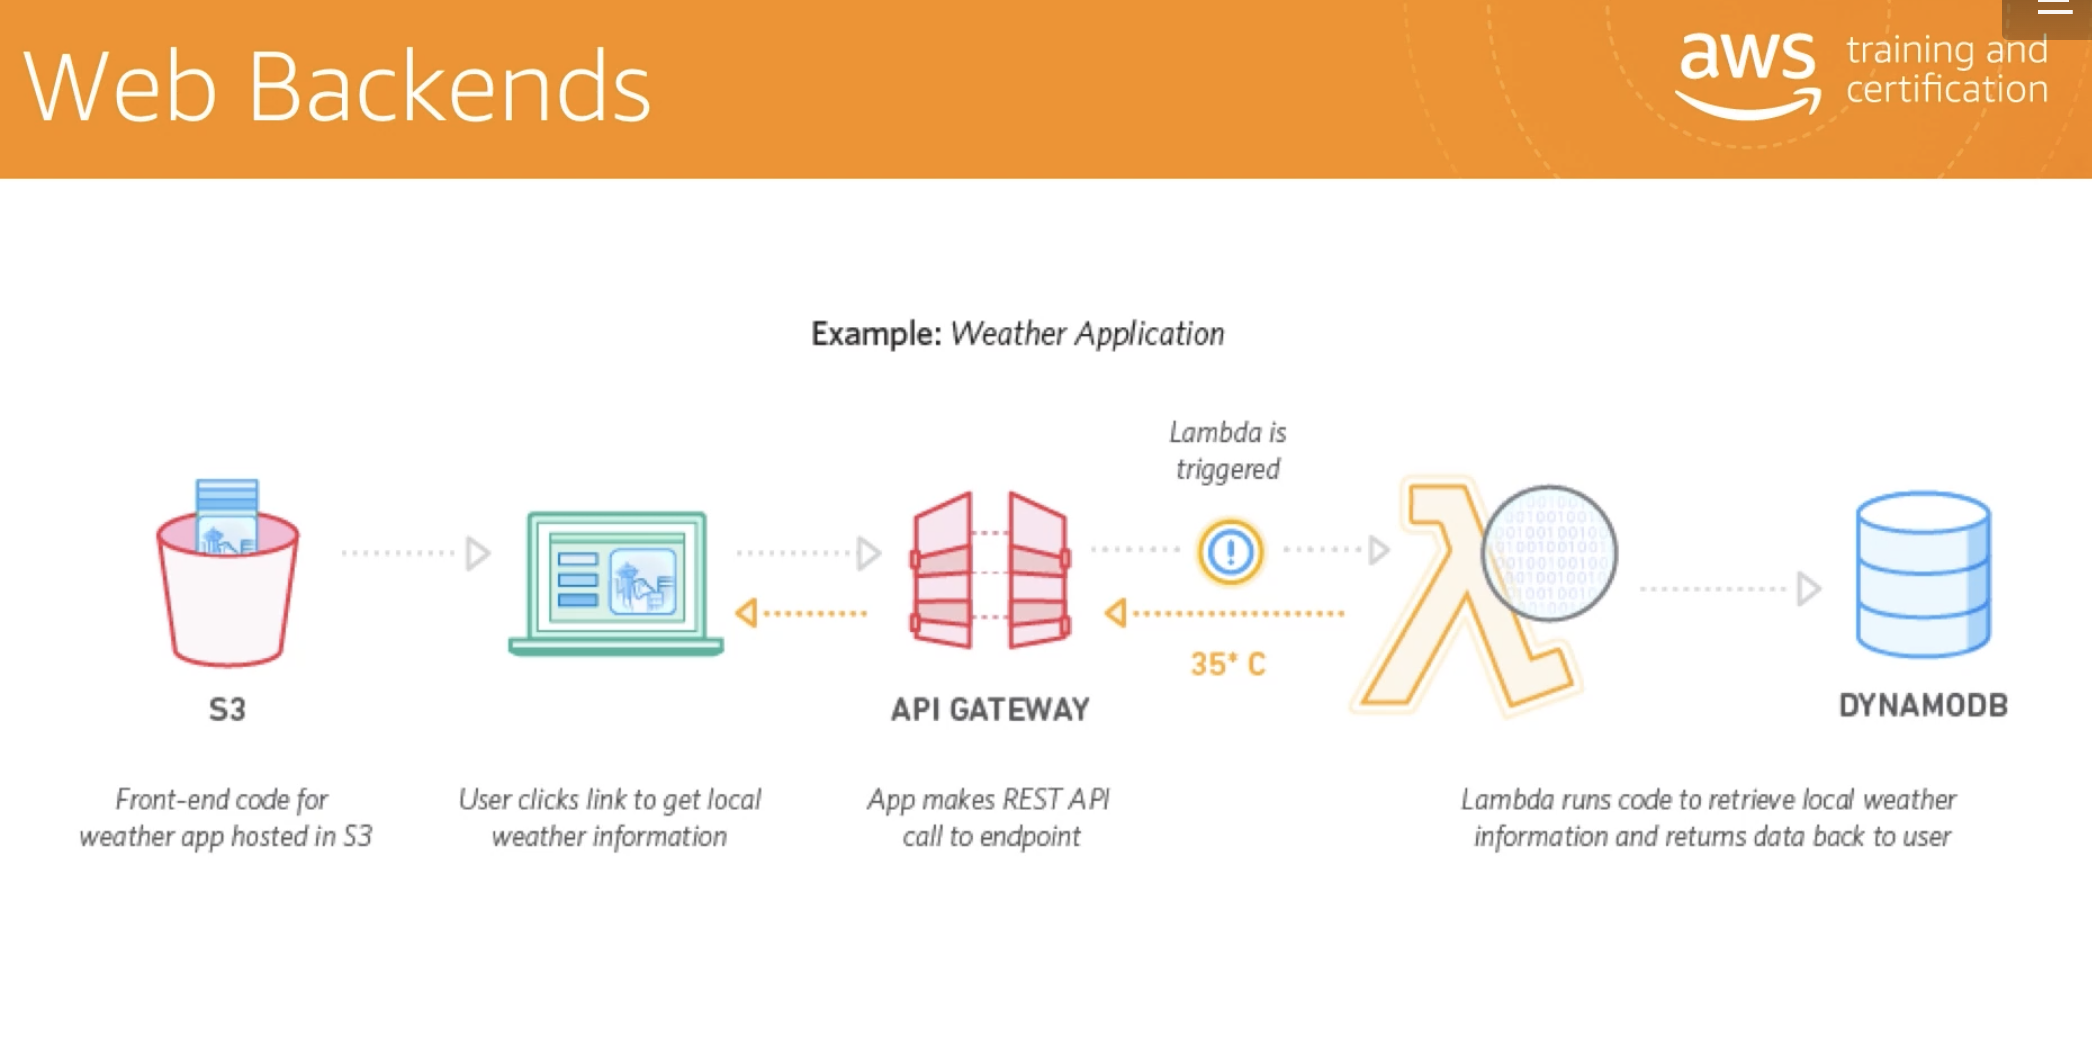 Web Backends
aws training and
certification
Example: Weather Application
Lambda is
triggered
35° C
S3
API GATEWAY
DYNAMODB
Front-end code for
weather app hosted in S3
User clicks link to get local
weather information
App makes REST API
call to endpoint
Lambda runs code to retrieve local weather
information and returns data back to user